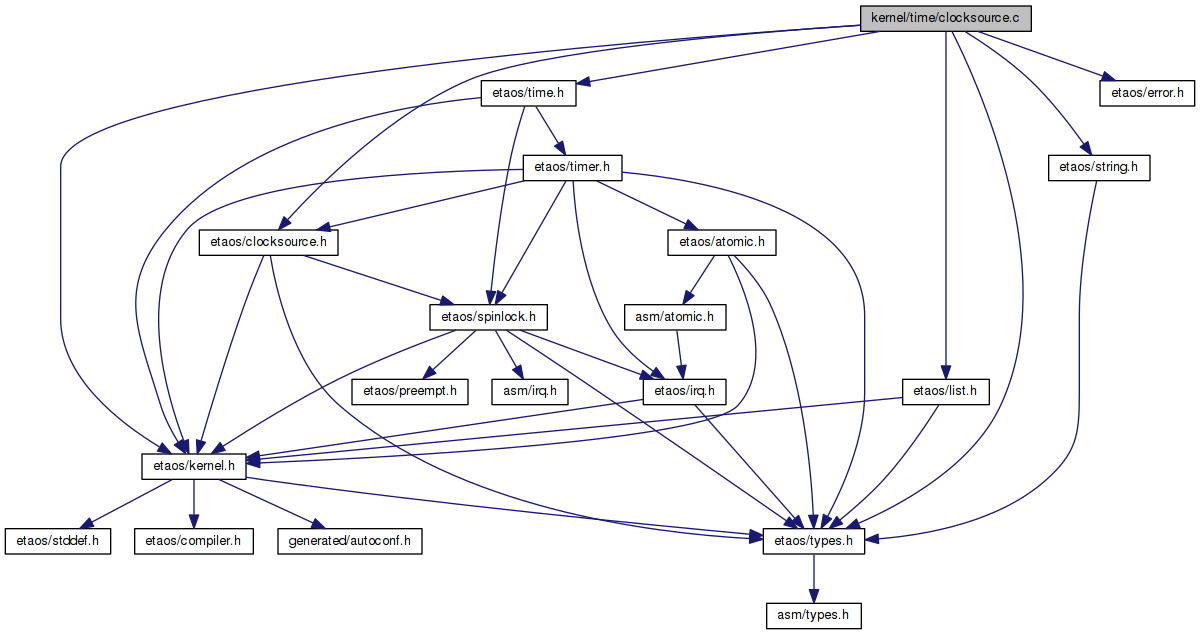 kernel/time/clocksource.c
etaos/time.h
etaos/error.h
etaos/timer.h
etaos/string.h
etaos/clocksource.h
etaos/atomic.h
etaos/spinlock.h
asm/atomic.h
etaos/preempt.h
asm/irq.h
etaos/irq.h
etaos/list.h
etaos/kernel.h
etaos/stddef.h
etaos/compiler.h
generated/autoconf.h
etaos/types.h
asm/types.h